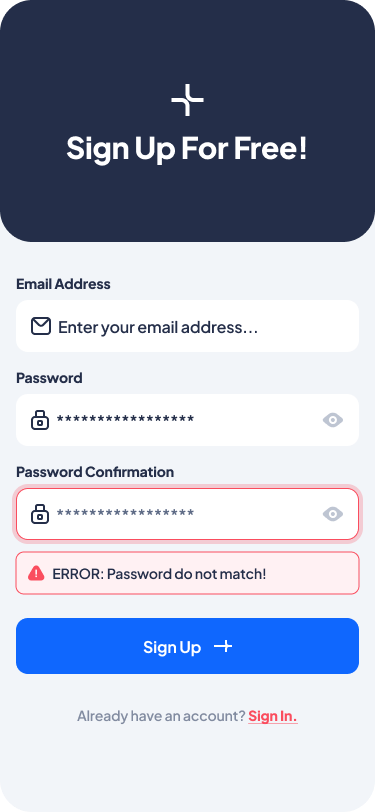 Sign Up For Free!
Email Address
Enter your email address...
Password
*****************
Password Confirmation
*****************
ERROR: Password do not match!
Sign Up
Already have an account? Sign In.